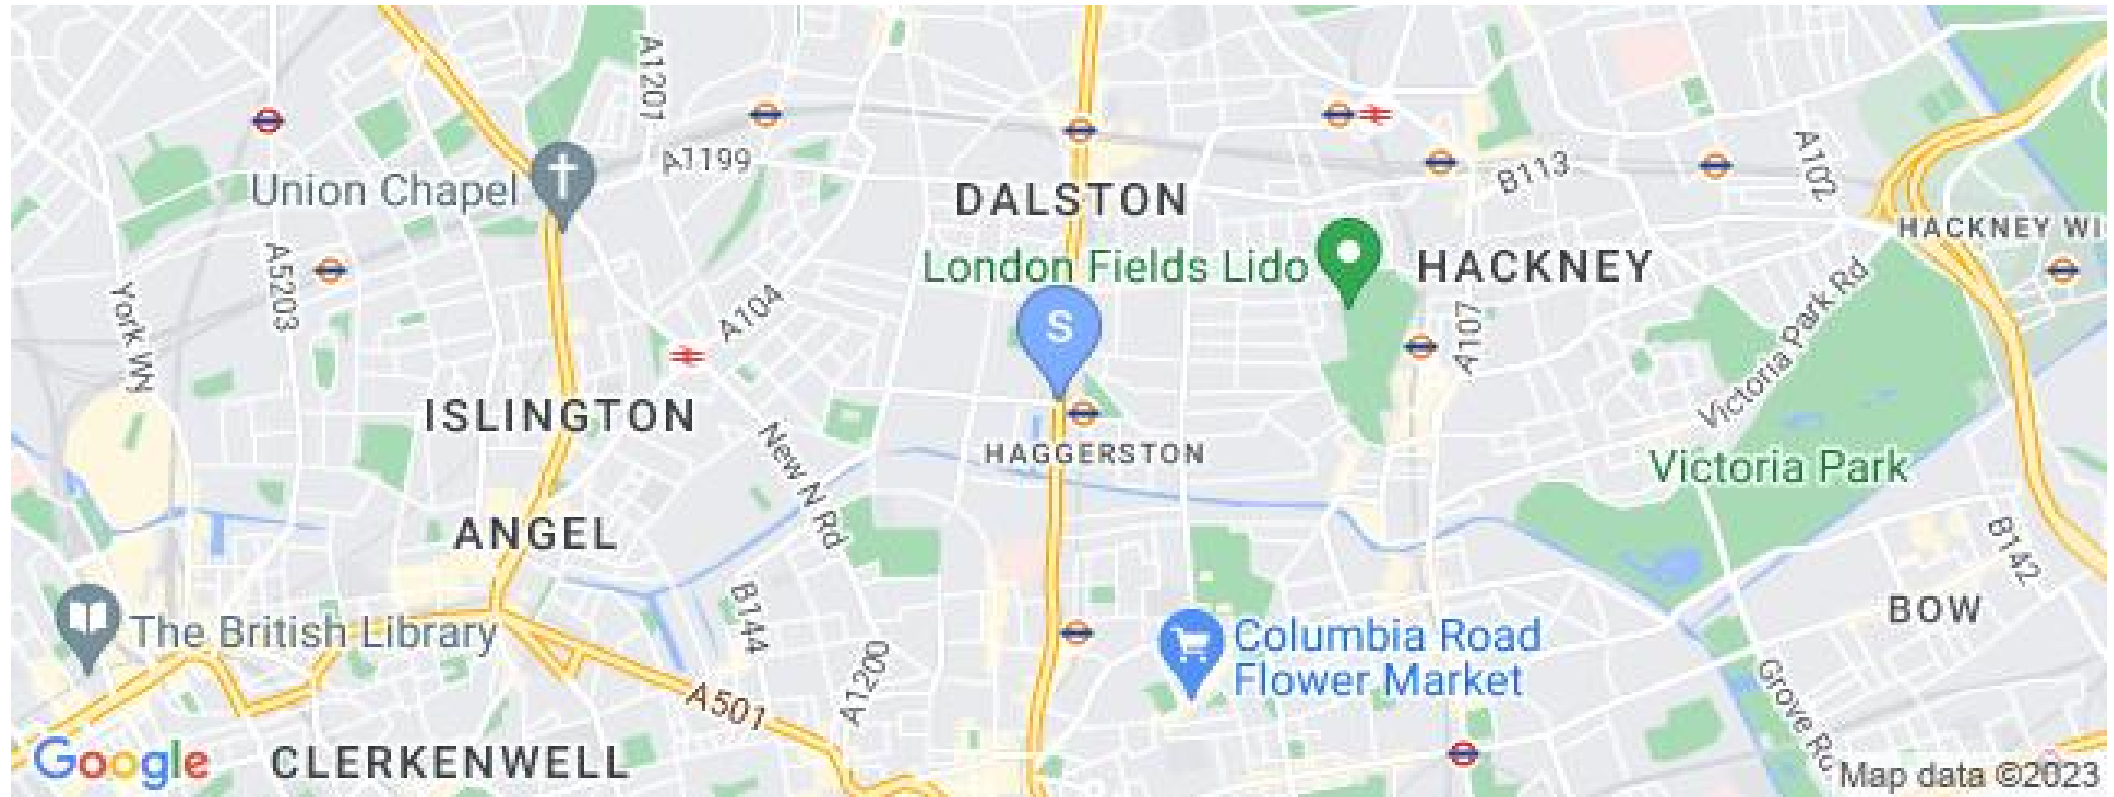 A1201
A1199
Union Chapel
DALSTON
B113
A102
HACKNEY WI
London Fields Lido
HACKNEY
A5203
York W
A104
S
A107
Victoria Park Rd
ISLINGTON
HAGGERSTON
New N Rd
Victoria Park
ANGEL
B142
The British Library
B144
A1200
Columbia Road
Flower Market
BOW
A501
Grove Rd
Google
CLERKENWELL
Map data ©2023